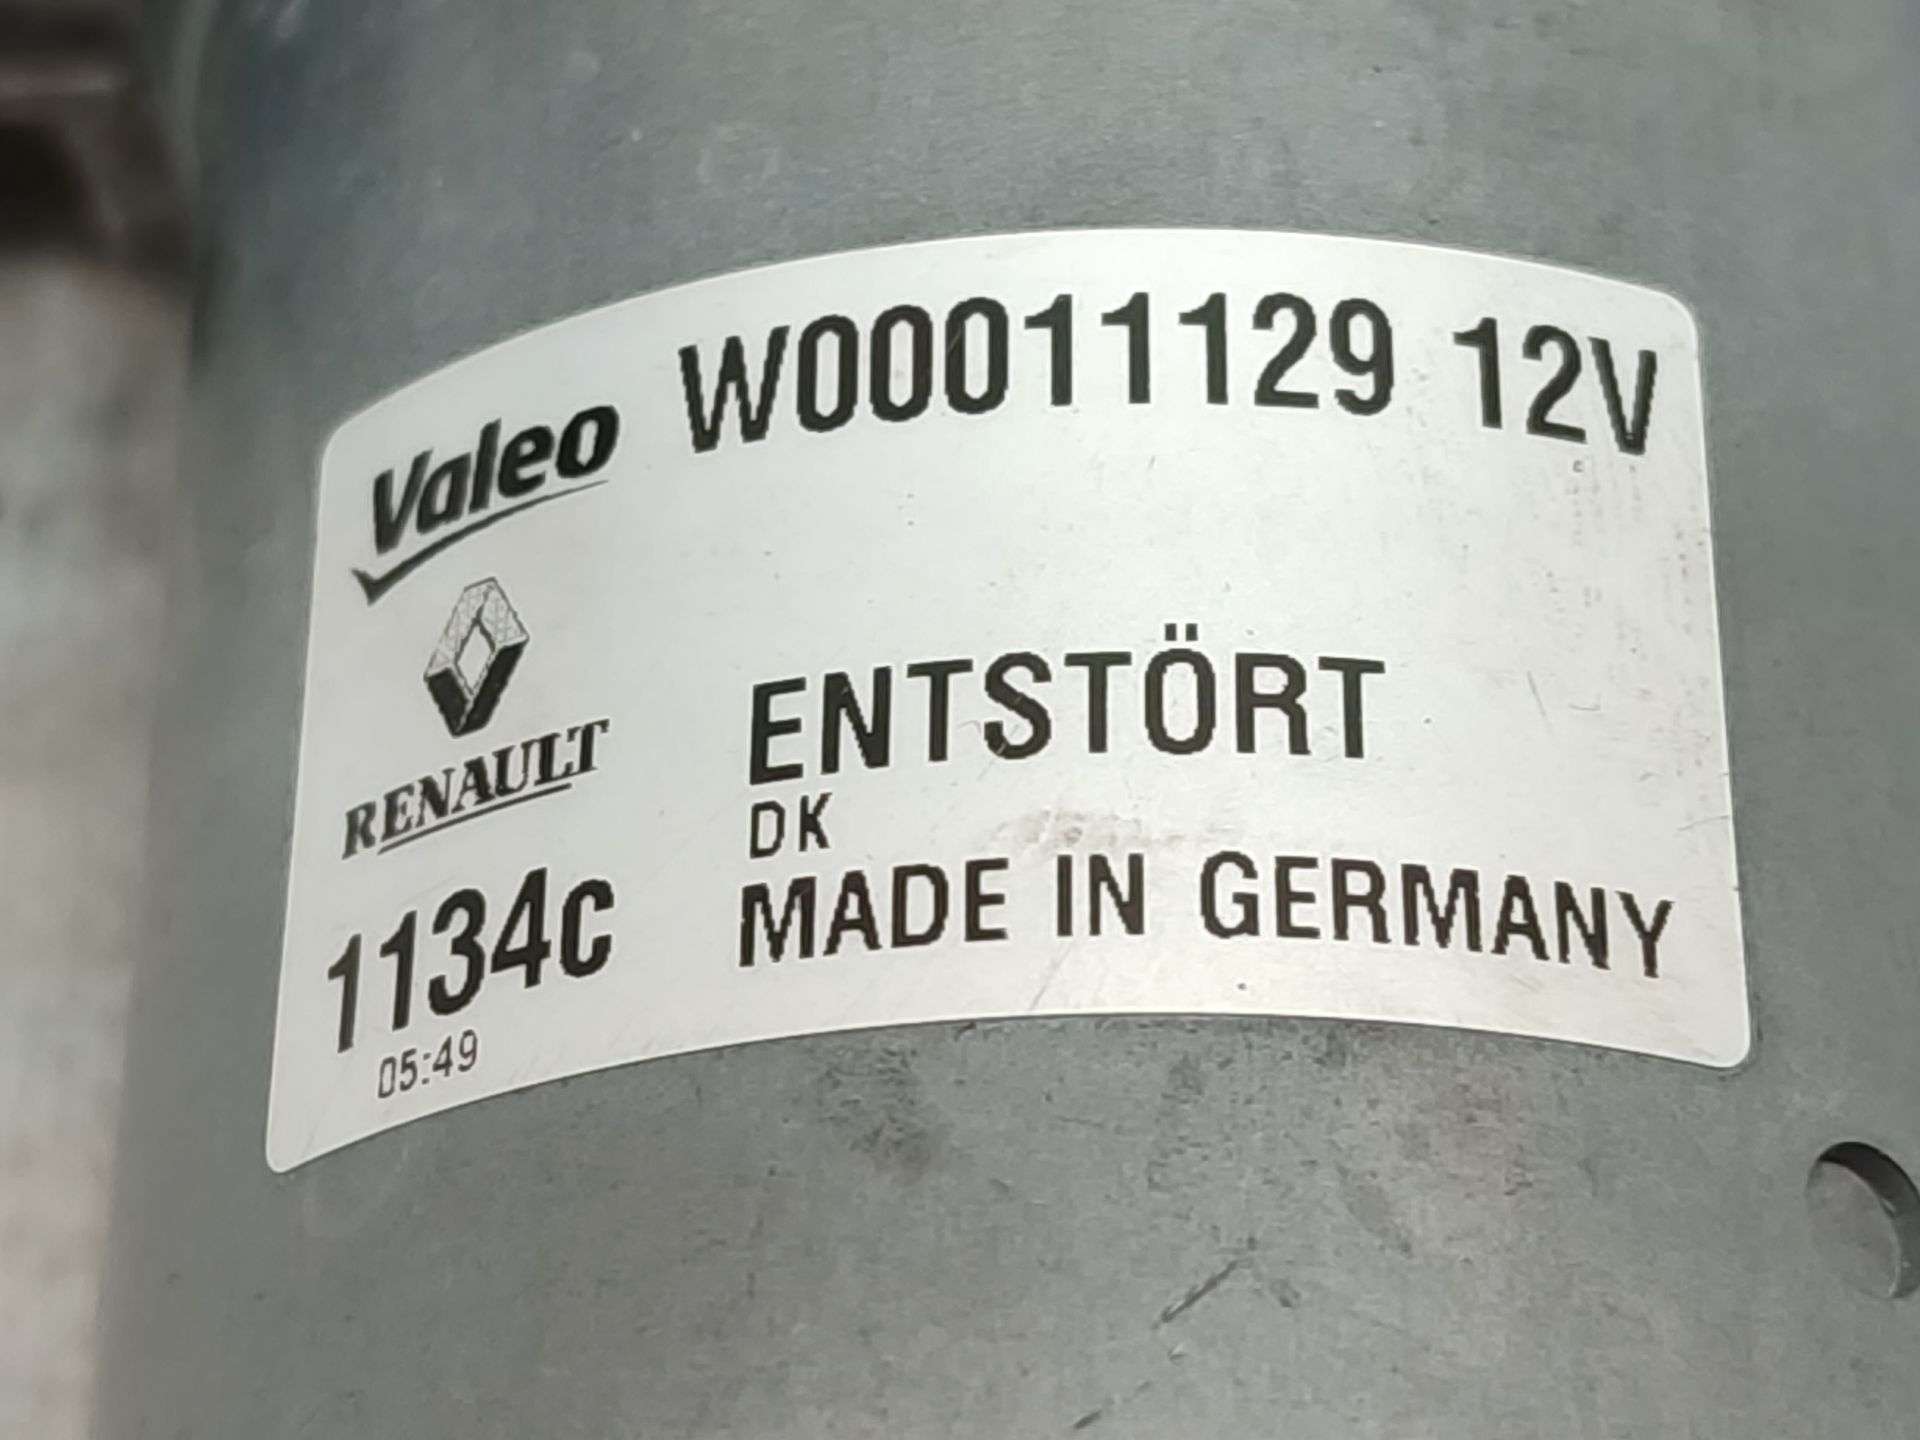 Valeo W00011129 12V
RENAULT
ENTSTÖRT
DK
1134c MADE IN GERMANY
05:49